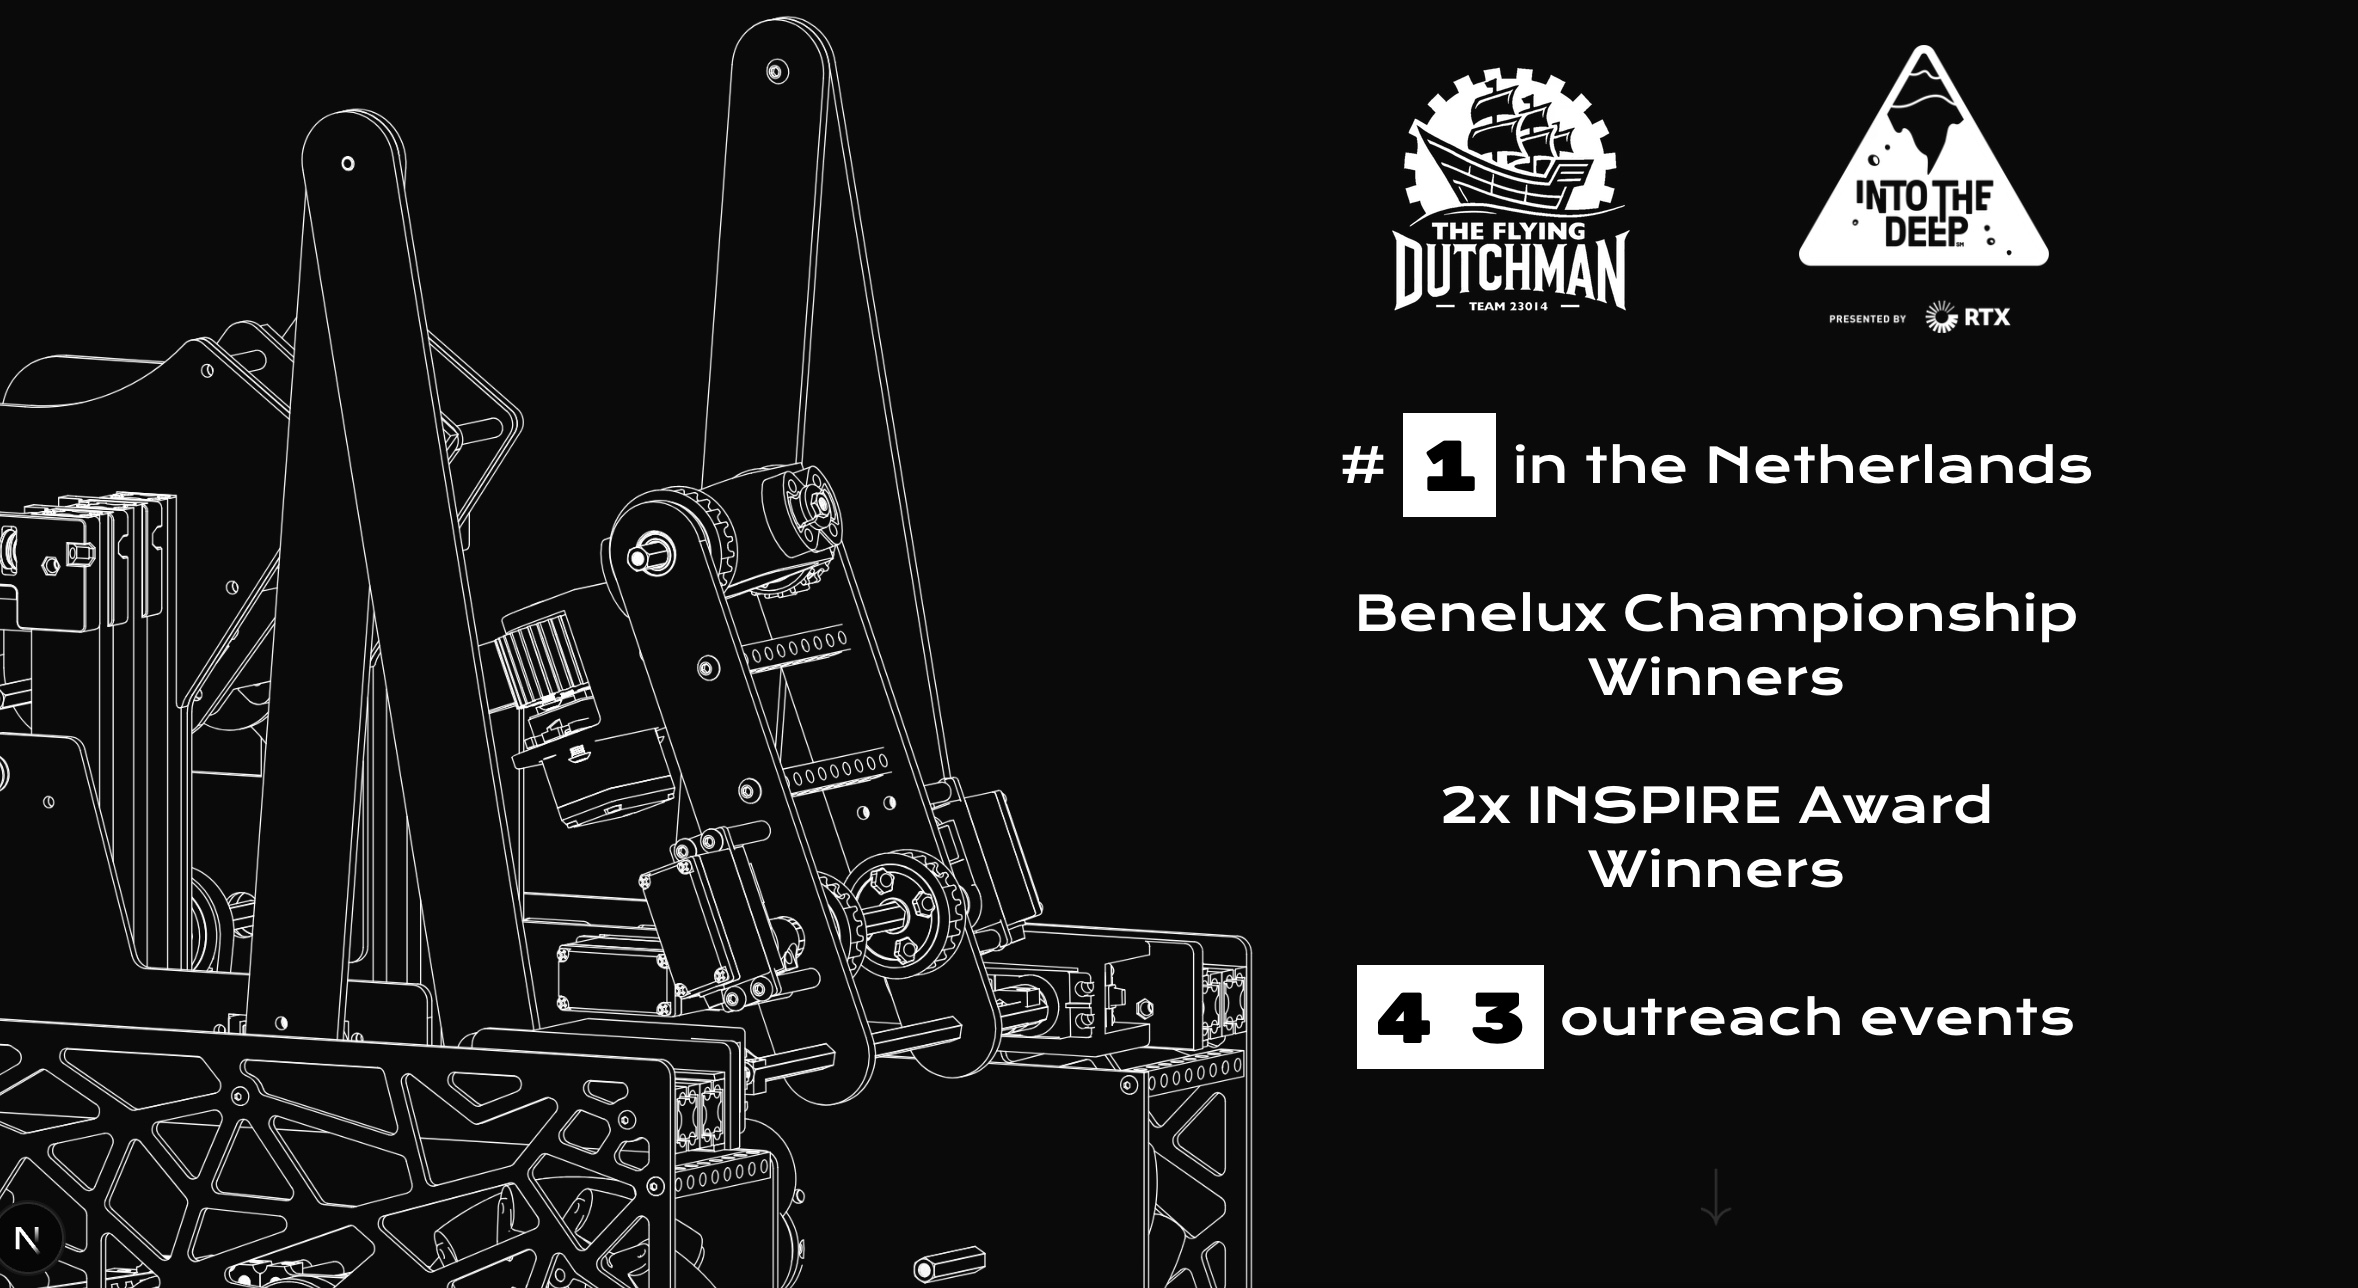 THE FLYING
DUTCHMAN
TEAM 23014
INTO THE
DEEP SM
PRESENTED BY RTX
# 1 in the Netherlands
Benelux Championship
Winners
2x INSPIRE Award
Winners
4 3 outreach events
N